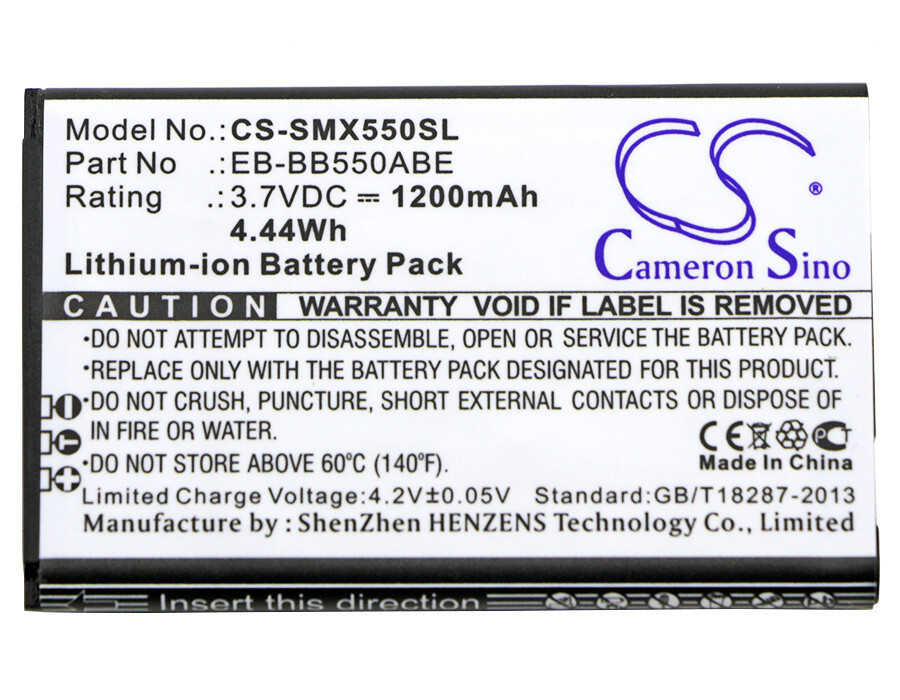 Model No.: CS-SMX550SL
Part No .: EB-BB550ABE
Rating .: 3.7VDC ⎓ 1200mAh
4.44Wh
Lithium-ion Battery Pack
CS ®
Cameron Sino
CAUTION WARRANTY VOID IF LABEL IS REMOVED
•DO NOT ATTEMPT TO DISASSEMBLE, OPEN OR SERVICE THE BATTERY PACK.
•REPLACE ONLY WITH THE BATTERY PACK DESIGNATED FOR THIS PRODUCT.
•DO NOT CRUSH, PUNCTURE, SHORT EXTERNAL CONTACTS OR DISPOSE OF
IN FIRE OR WATER.
CE PCT
•DO NOT STORE ABOVE 60°C (140°F).
Made In China
Limited Charge Voltage:4.2V±0.05V Standard:GB/T18287-2013
Manufacture by : ShenZhen HENZENS Technology Co., Limited
Insert this direction